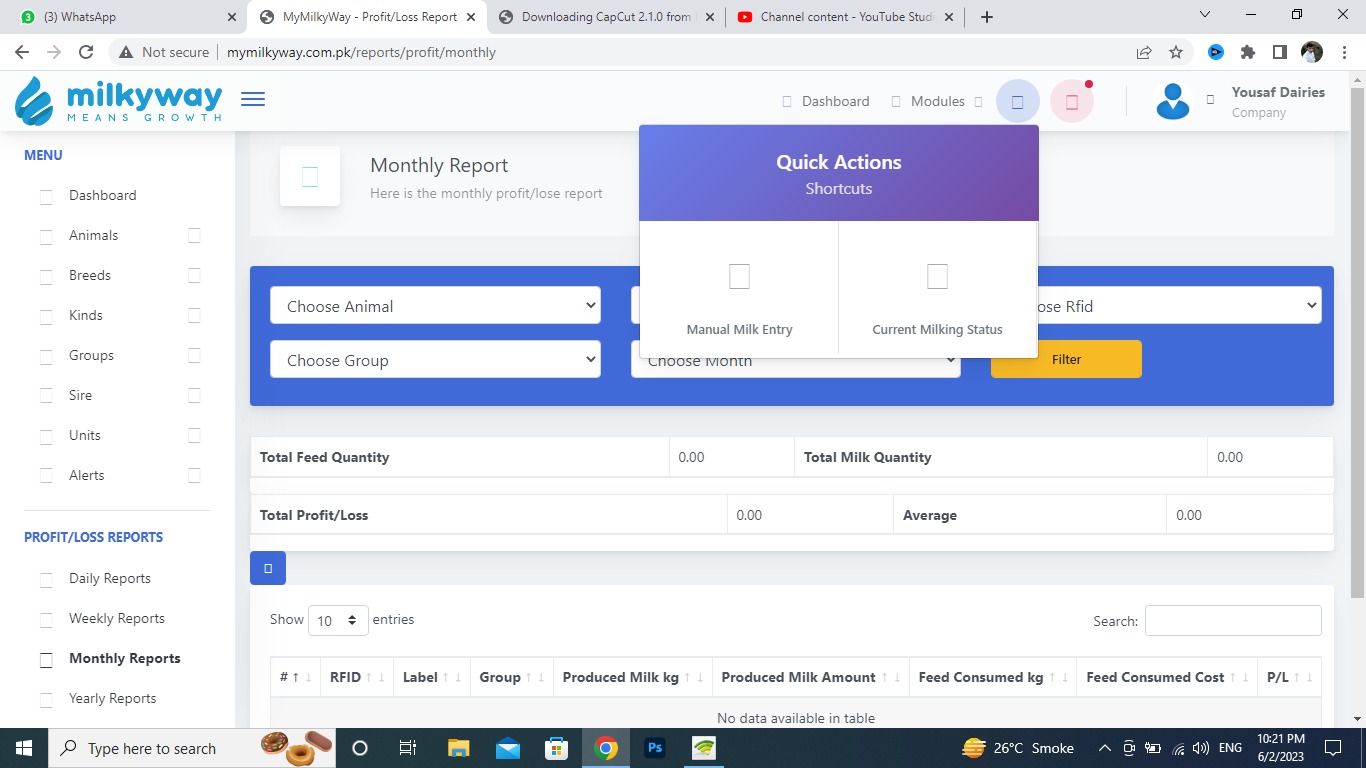 (3) WhatsApp
MyMilkyWay - Profit/Loss Report
Downloading CapCut 2.1.0 from
Channel content - YouTube Stud
Not secure mymilkyway.com.pk/reports/profit/monthly
milkyway
MEANS GROWTH
Dashboard
Modules
Yousaf Dairies
Company
MENU
Dashboard
Animals
Breeds
Kinds
Groups
Sire
Units
Alerts
PROFIT/LOSS REPORTS
Daily Reports
Weekly Reports
Monthly Reports
Yearly Reports
Monthly Report
Here is the monthly profit/lose report
Quick Actions
Shortcuts
Manual Milk Entry
Current Milking Status
Choose Animal
ose Rfid
Choose Group
Choose Month
Filter
Total Feed Quantity 0.00 Total Milk Quantity 0.00
Total Profit/Loss 0.00 Average 0.00
Show 10 entries
Search:
# RFID Label Group Produced Milk kg Produced Milk Amount Feed Consumed kg Feed Consumed Cost P/L
No data available in table
Type here to search
Ps
26°C Smoke
ENG
10:21 PM
6/2/2023